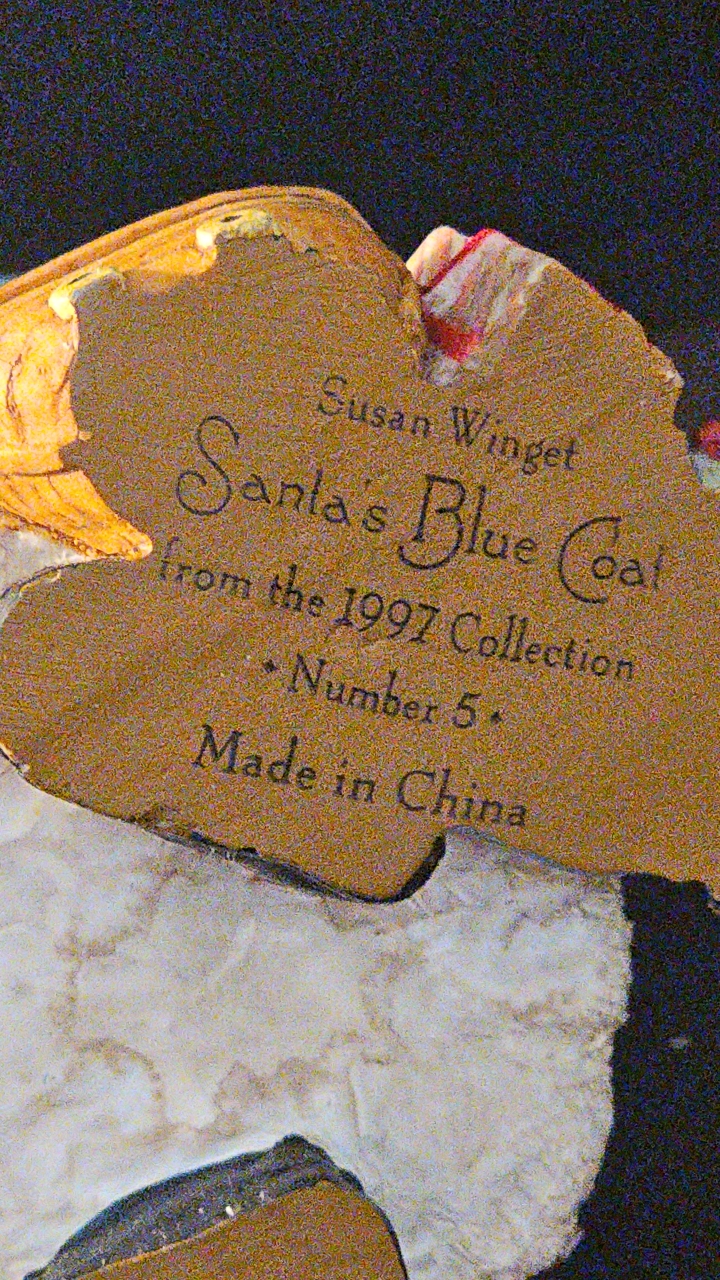 Susan Winget
Santa's Blue Coat
from the 1997 Collection
• Number 5 •
Made in China